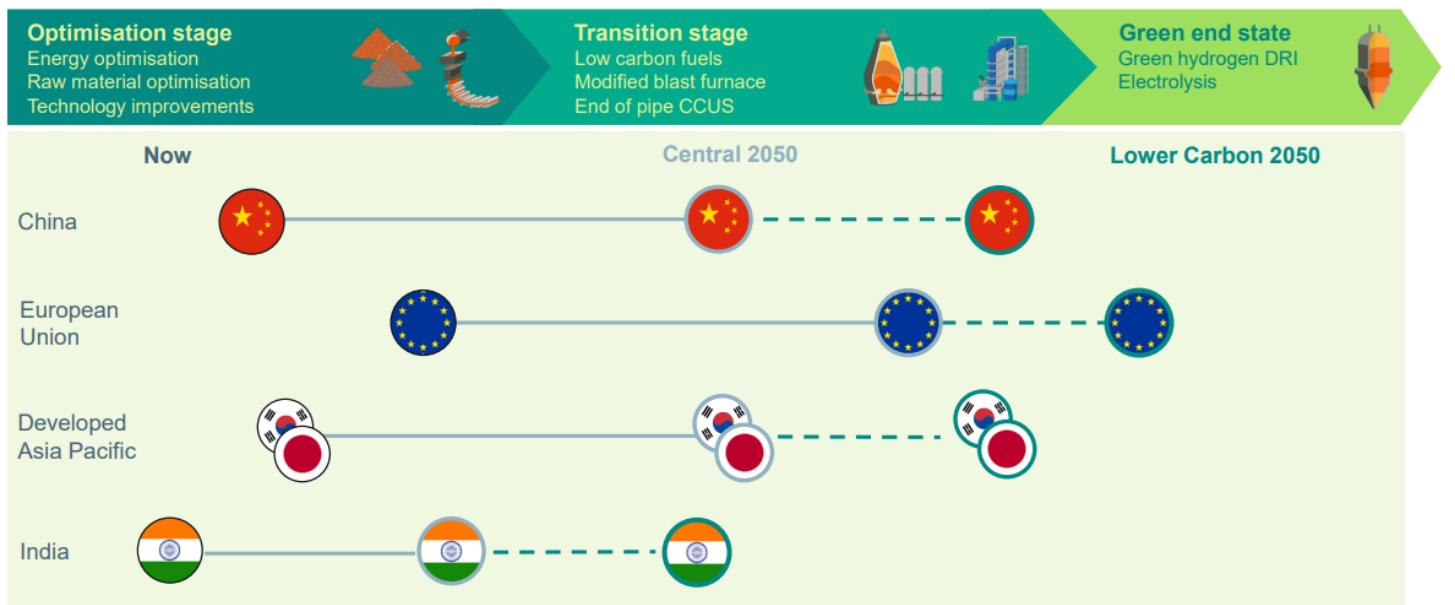 Optimisation stage
Energy optimisation
Raw material optimisation
Technology improvements
Transition stage
Low carbon fuels
Modified blast furnace
End of pipe CCUS
Green end state
Green hydrogen DRI
Electrolysis
Now
Central 2050
Lower Carbon 2050
China
European
Union
Developed
Asia Pacific
India